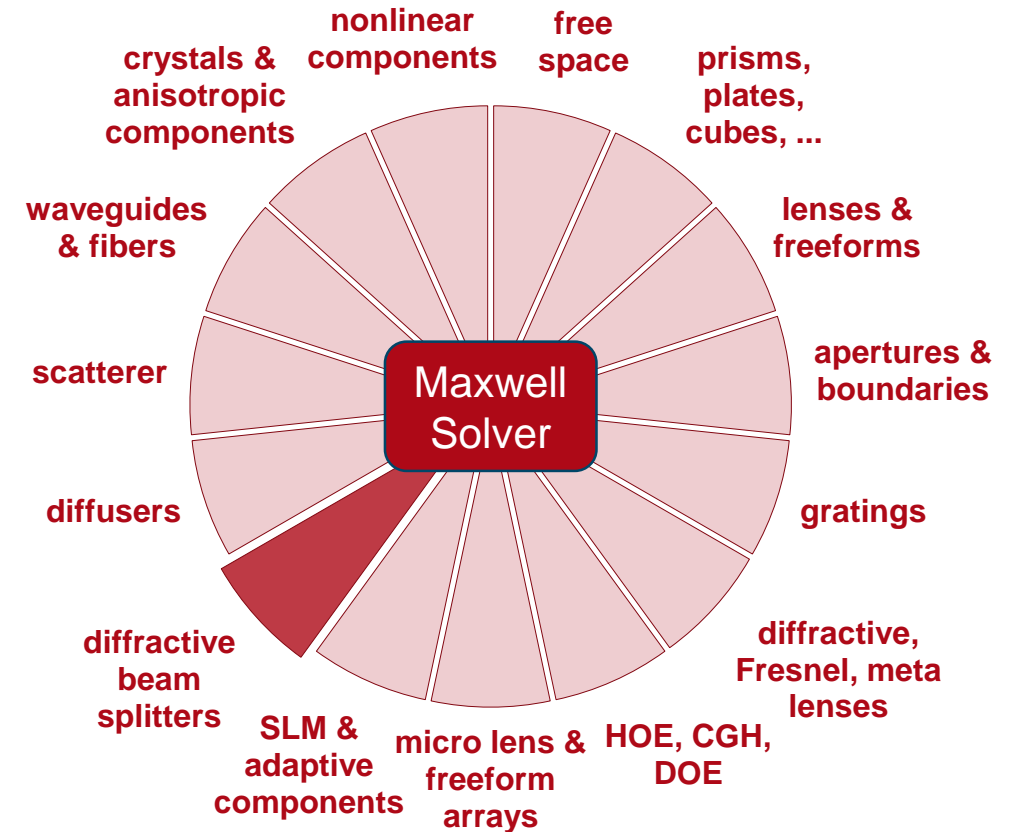 nonlinear
components
free
space
prisms,
plates,
cubes, ...
lenses &
freeforms
apertures &
boundaries
gratings
diffractive,
Fresnel, meta
lenses
HOE, CGH,
DOE
micro lens &
freeform
arrays
SLM &
adaptive
components
diffractive
beam
splitters
diffusers
scatterer
waveguides
& fibers
crystals &
anisotropic
components
Maxwell
Solver